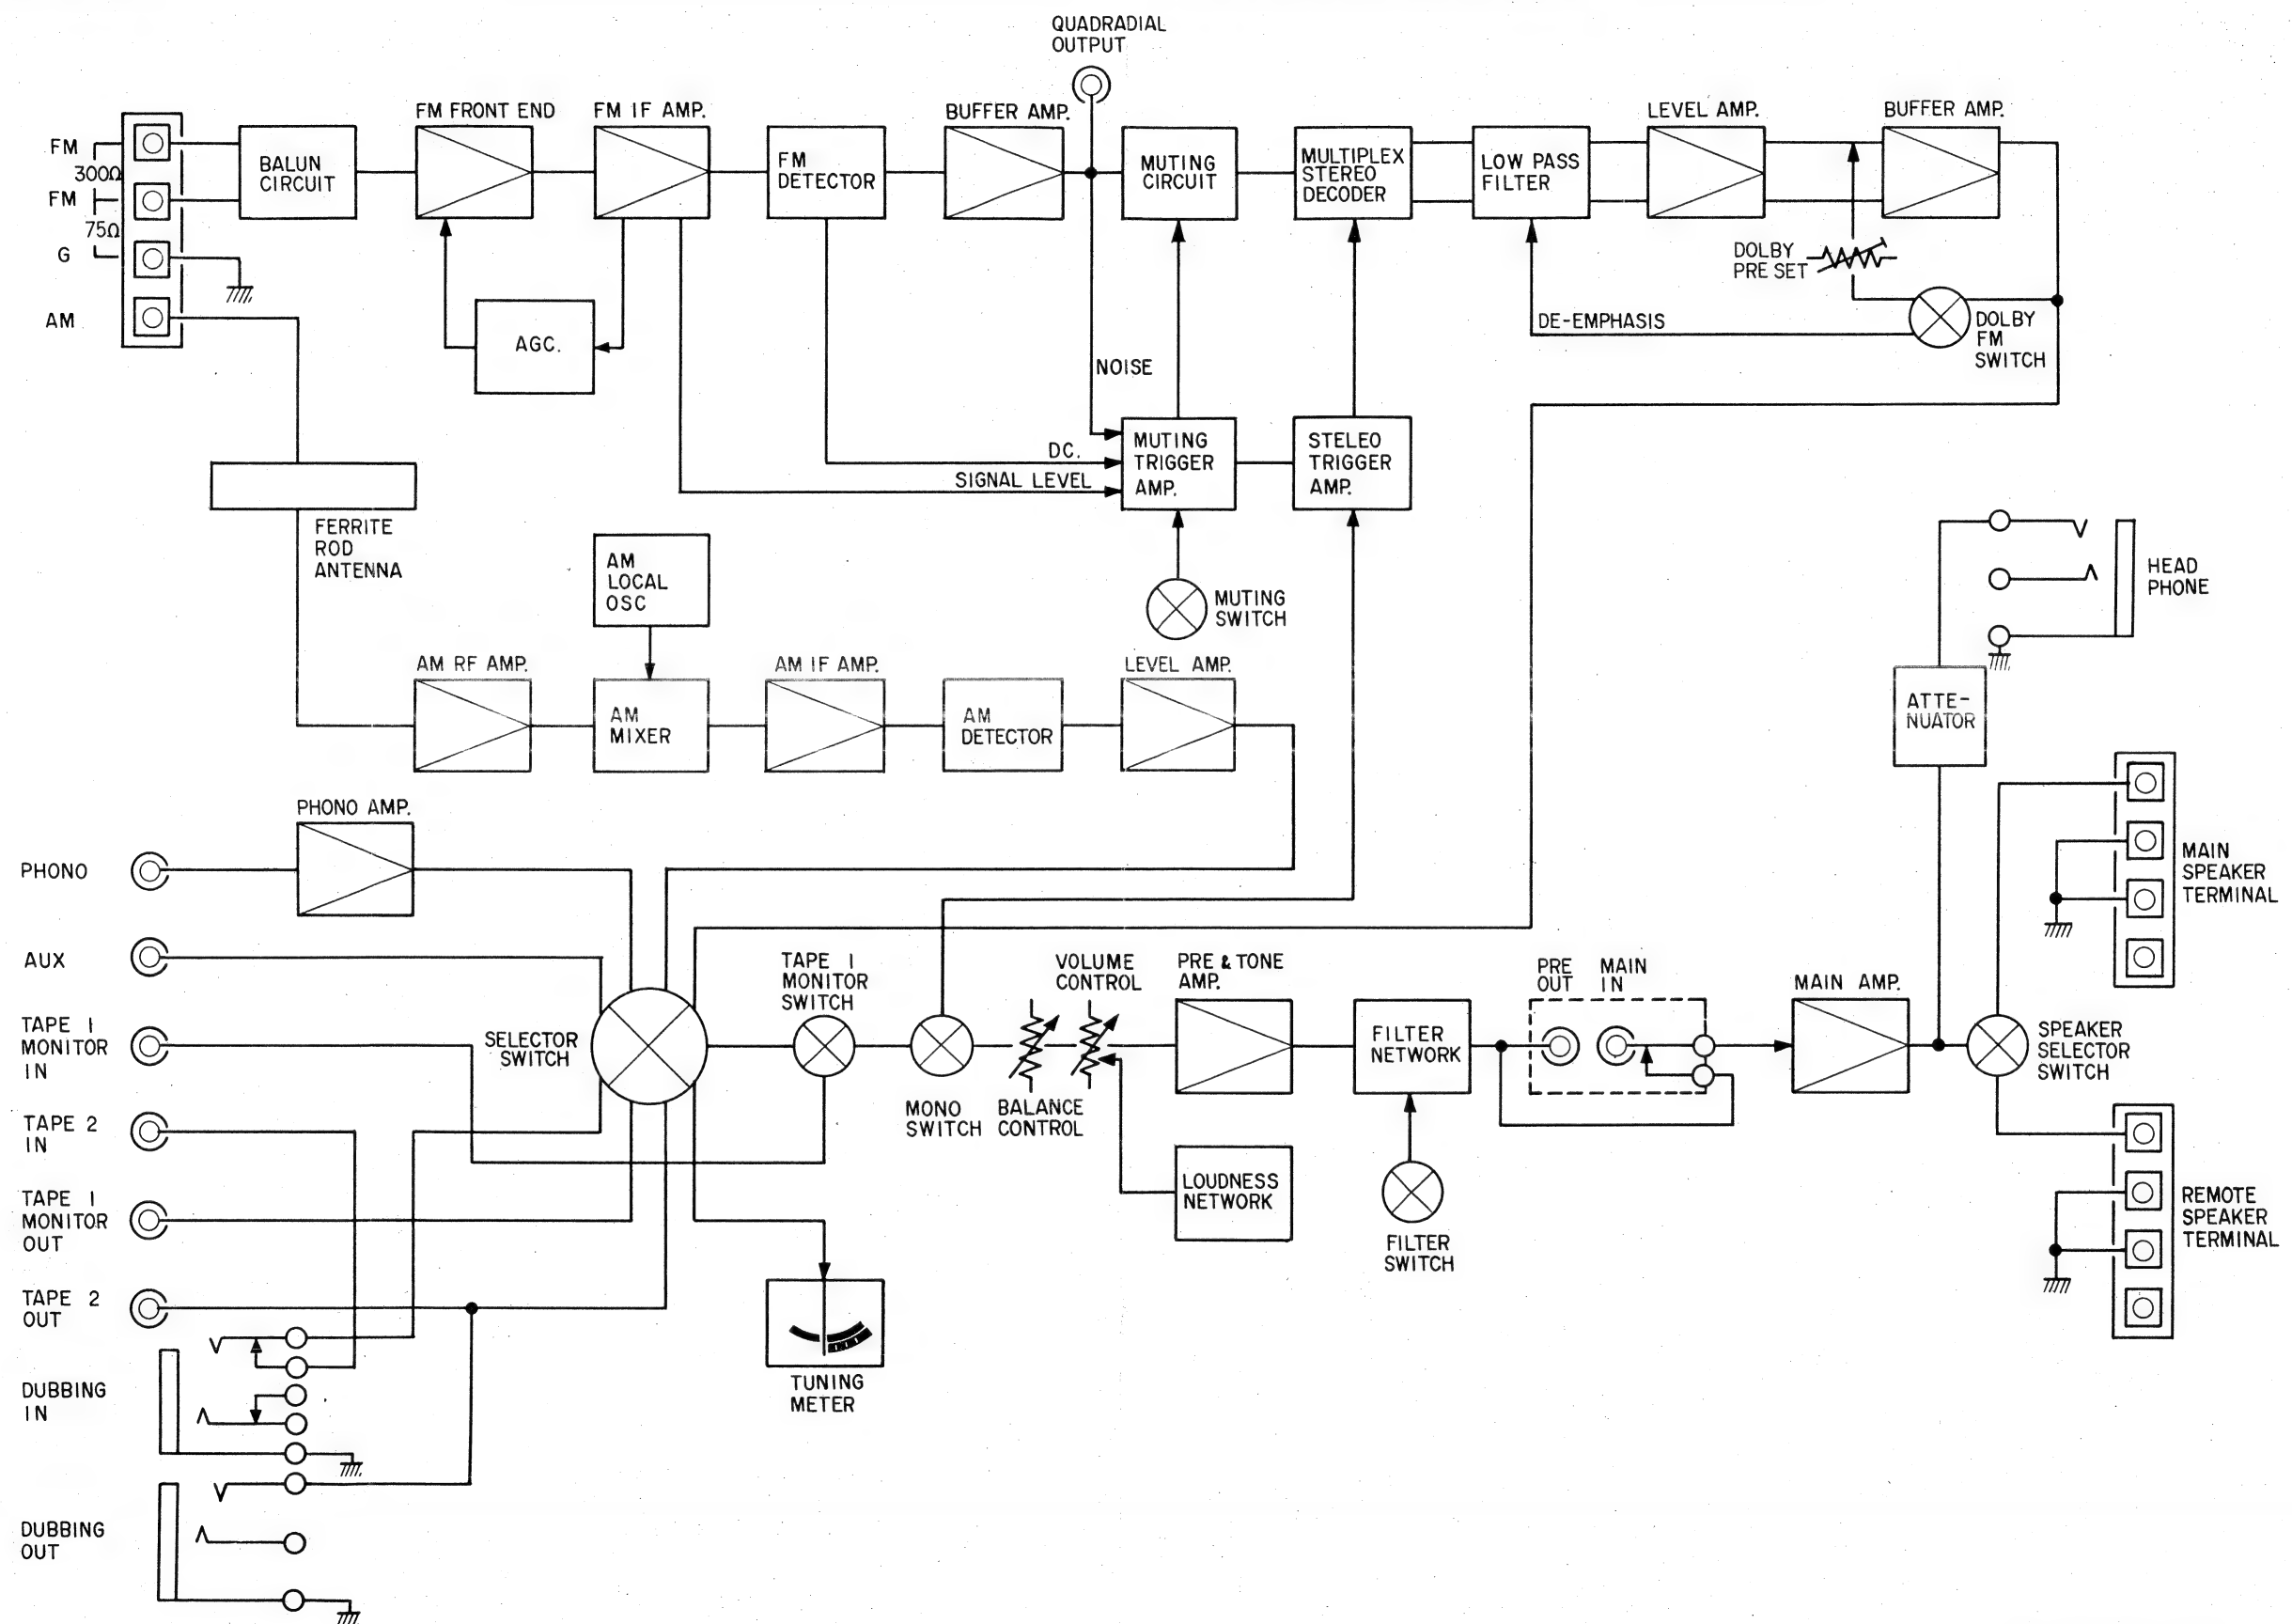 QUADRADIAL
OUTPUT
FM
300Ω
FM
75Ω
G
AM
BALUN
CIRCUIT
FM FRONT END
FM IF AMP.
FM
DETECTOR
BUFFER AMP.
MUTING
CIRCUIT
MULTIPLEX
STEREO
DECODER
LOW PASS
FILTER
LEVEL AMP.
BUFFER AMP.
DOLBY
PRE SET
DOLBY
FM
SWITCH
DE-EMPHASIS
AGC.
NOISE
DC.
SIGNAL LEVEL
MUTING
TRIGGER
AMP.
STELEO
TRIGGER
AMP.
MUTING
SWITCH
FERRITE
ROD
ANTENNA
AM
LOCAL
OSC
AM RF AMP.
AM
MIXER
AM IF AMP.
AM
DETECTOR
LEVEL AMP.
HEAD
PHONE
ATTE-
NUATOR
MAIN
SPEAKER
TERMINAL
PHONO AMP.
PHONO
AUX
TAPE 1
MONITOR
IN
TAPE 2
IN
TAPE 1
MONITOR
OUT
TAPE 2
OUT
DUBBING
IN
DUBBING
OUT
SELECTOR
SWITCH
TAPE 1
MONITOR
SWITCH
MONO
SWITCH
BALANCE
CONTROL
VOLUME
CONTROL
PRE & TONE
AMP.
LOUDNESS
NETWORK
FILTER
NETWORK
FILTER
SWITCH
PRE
OUT
MAIN
IN
MAIN AMP.
SPEAKER
SELECTOR
SWITCH
REMOTE
SPEAKER
TERMINAL
TUNING
METER